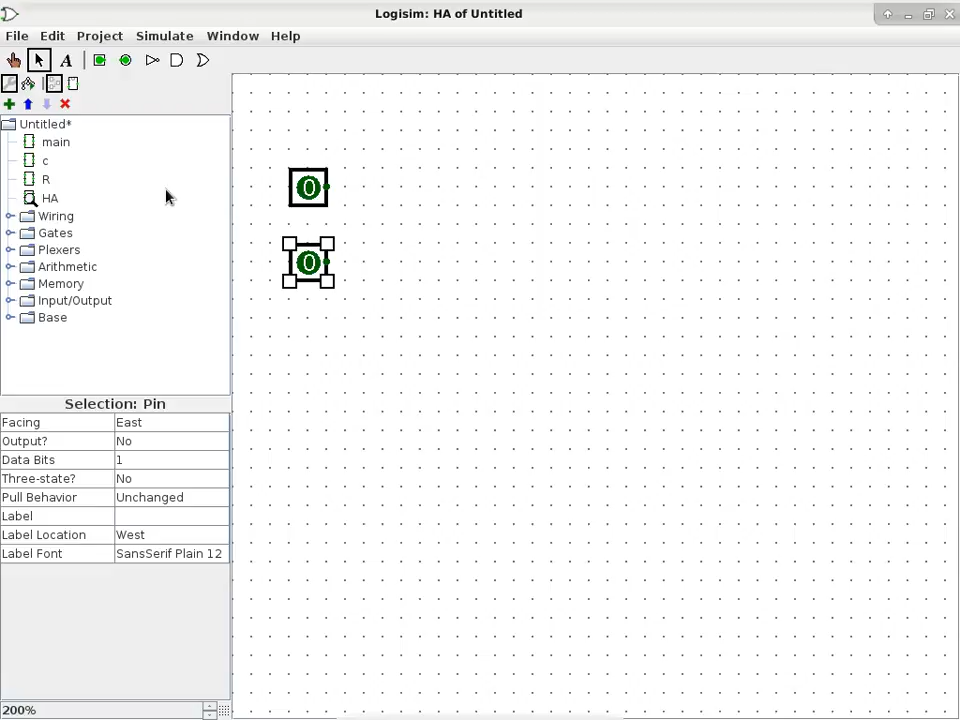 Logisim: HA of Untitled
File Edit Project Simulate Window Help
A
Untitled*
main
c
R
HA
Wiring
Gates
Plexers
Arithmetic
Memory
Input/Output
Base
0
0
Selection: Pin
Facing East
Output? No
Data Bits 1
Three-state? No
Pull Behavior Unchanged
Label
Label Location West
Label Font SansSerif Plain 12
200%